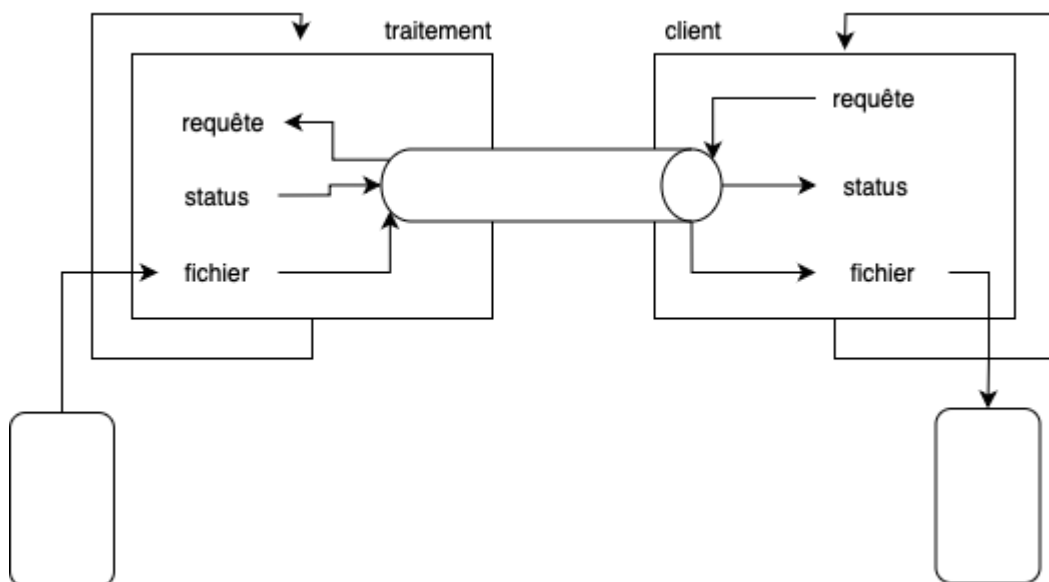 traitement
client
requête
requête
status
status
fichier
fichier